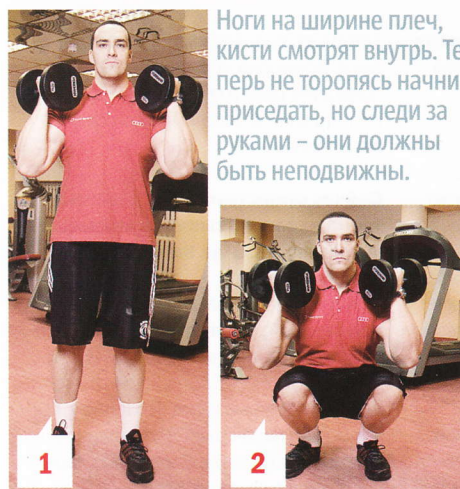 Ноги на ширине плеч,
кисти смотрят внутрь. Те
перь не торопясь начни
приседать, но следи за
руками – они должны
быть неподвижны.
1
2